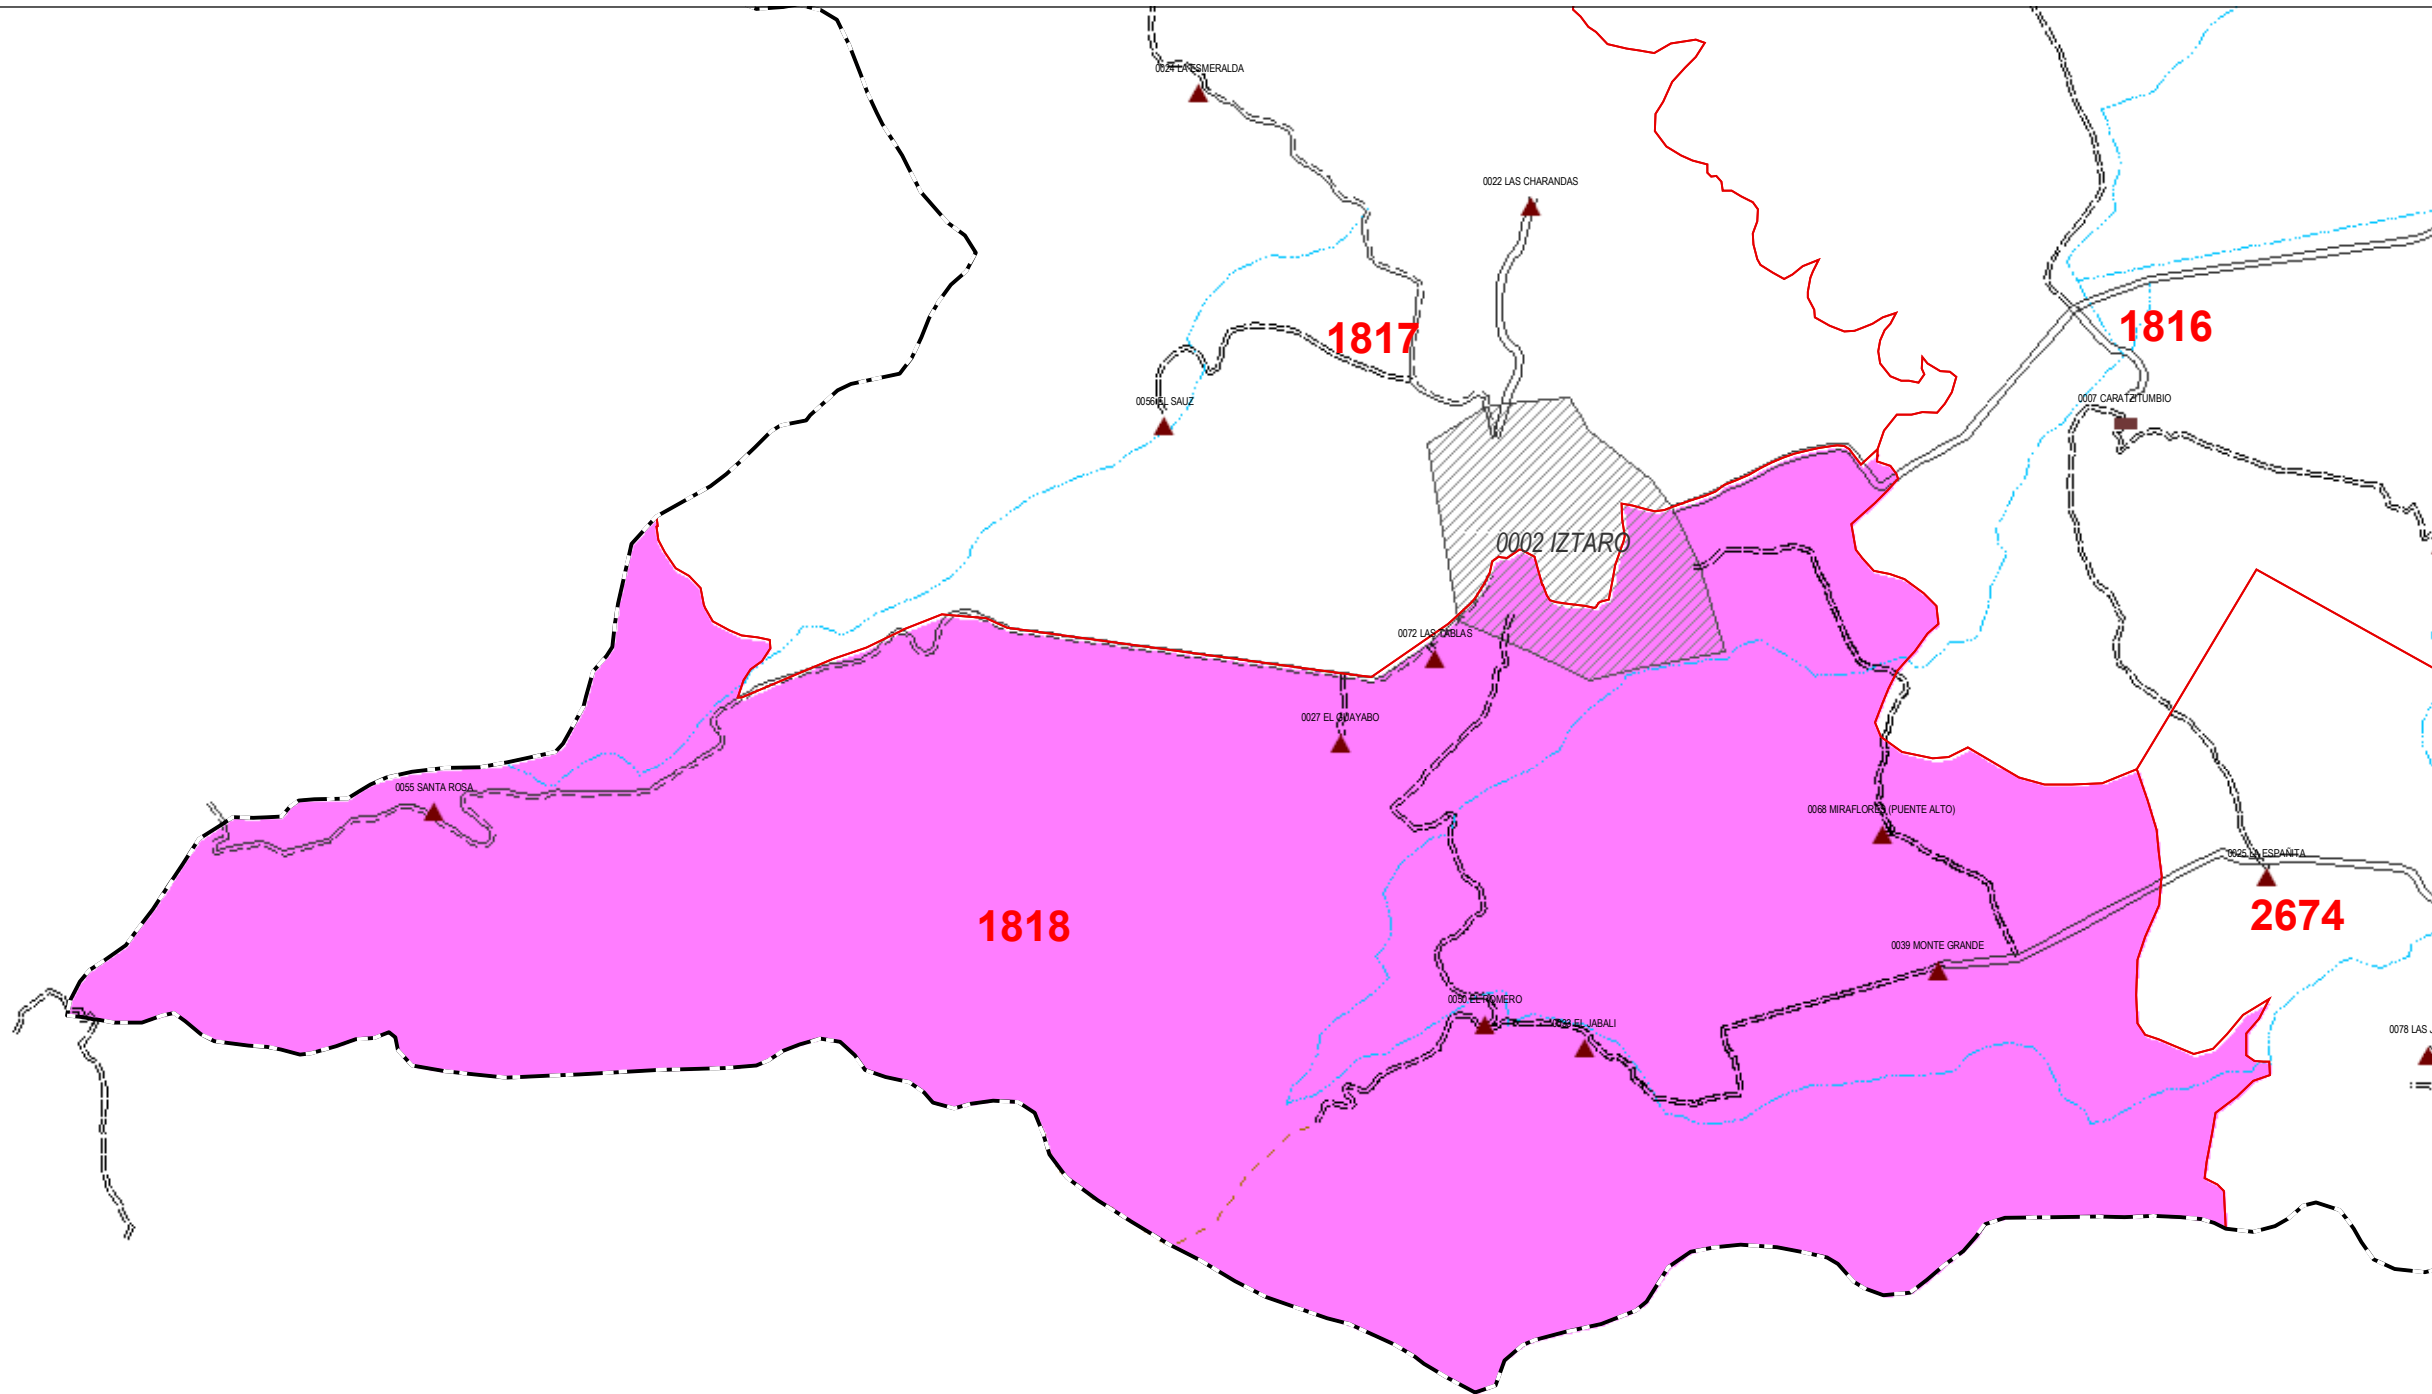 0024 LA ESMERALDA
0022 LAS CHARANDAS
1817
1816
0056 EL SAUZ
0007 CARATZITUMBIO
0002 IZTARO
0072 LAS TABLAS
0027 EL GUAYABO
0055 SANTA ROSA
0068 MIRAFLORES (PUENTE ALTO)
0025 LA ESPAÑITA
1818
2674
0039 MONTE GRANDE
0050 EL ROMERO
EL JABALI
0078 LAS J